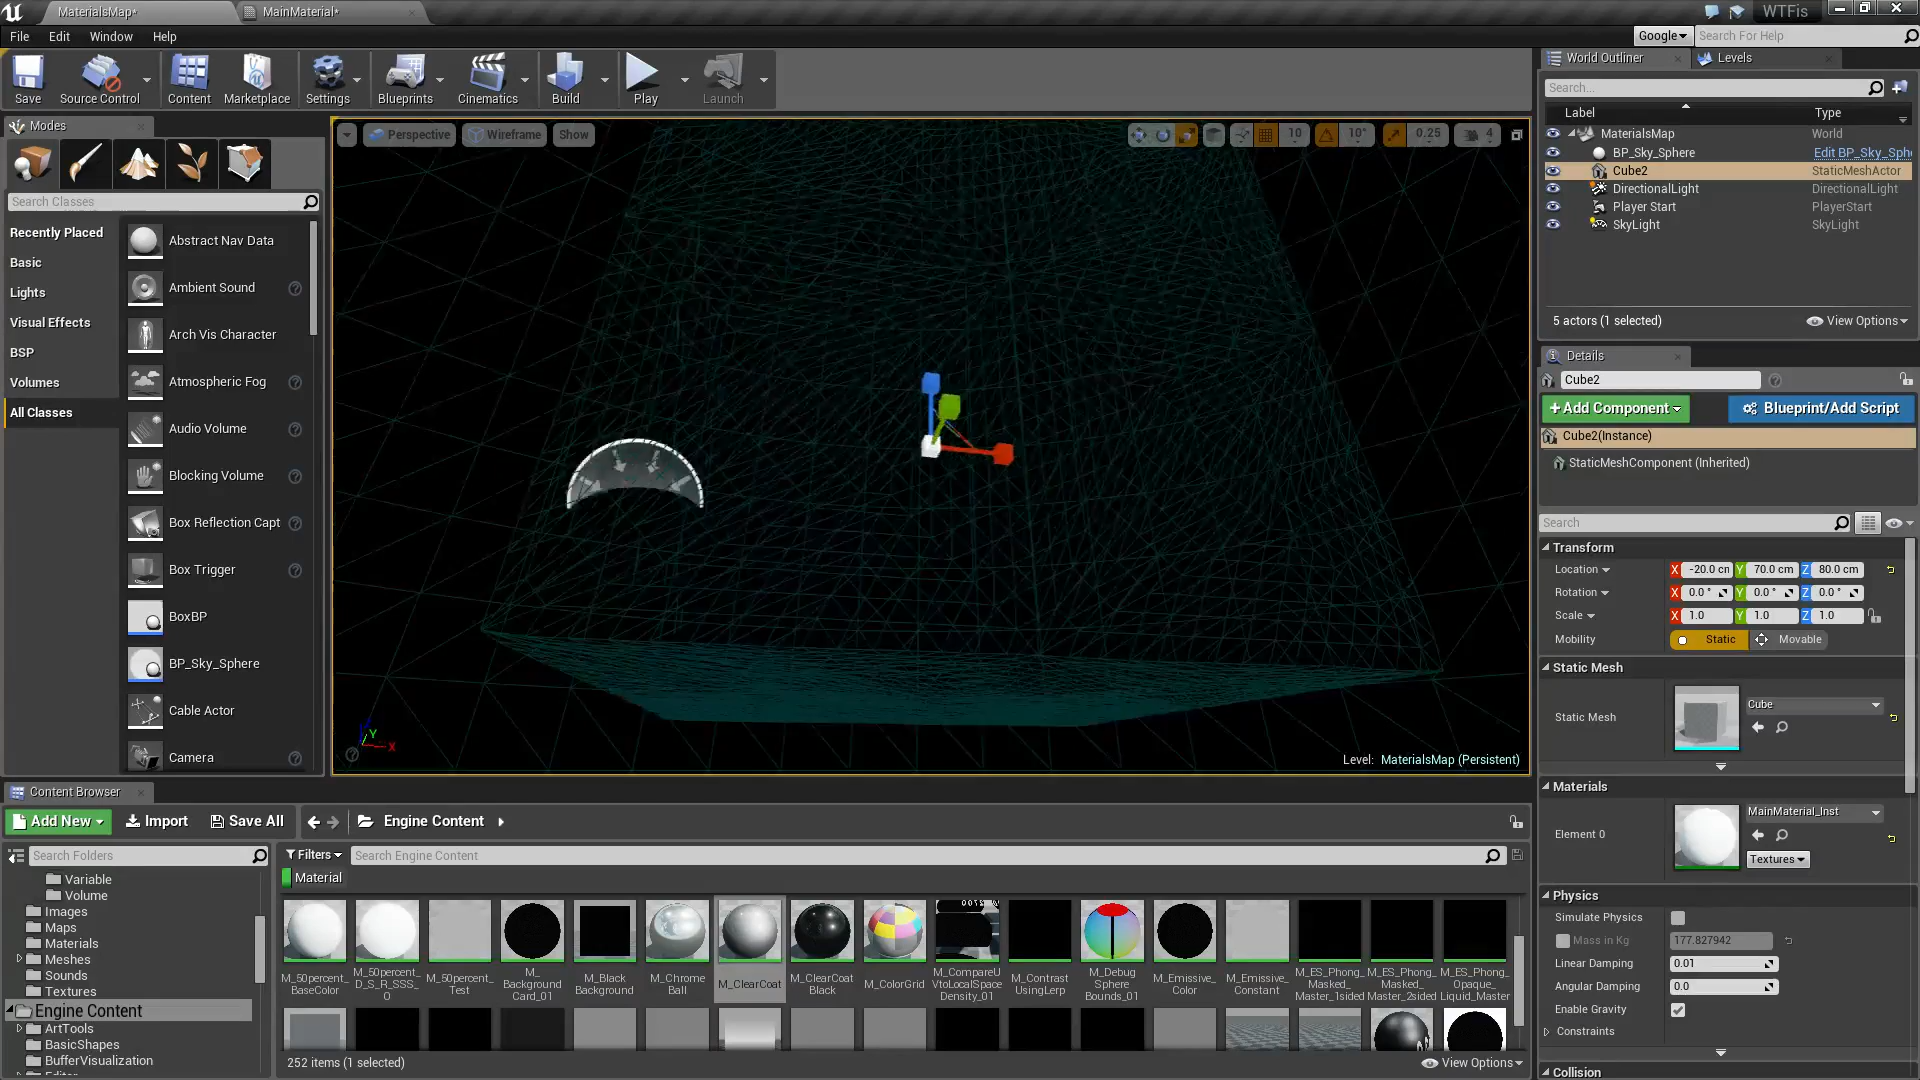 MaterialsMap*
MainMaterial*
WTFis
File Edit Window Help
Google
Search For Help
Save
Source Control
Content
Marketplace
Settings
Blueprints
Cinematics
Build
Play
Launch
Modes
Search Classes
Recently Placed
Basic
Lights
Visual Effects
BSP
Volumes
All Classes
Abstract Nav Data
Ambient Sound
Arch Vis Character
Atmospheric Fog
Audio Volume
Blocking Volume
Box Reflection Capt
Box Trigger
BoxBP
BP_Sky_Sphere
Cable Actor
Camera
Perspective
Wireframe
Show
10
10°
0.25
4
Y
X
Level: MaterialsMap (Persistent)
World Outliner
Levels
Search...
Label Type
MaterialsMap World
BP_Sky_Sphere Edit BP_Sky_Sph
Cube2 StaticMeshActor
DirectionalLight DirectionalLight
Player Start PlayerStart
SkyLight SkyLight
5 actors (1 selected)
View Options
Details
Cube2
+Add Component
Blueprint/Add Script
Cube2(Instance)
StaticMeshComponent (Inherited)
Search
Transform
Location X -20.0 cm Y 70.0 cm Z 80.0 cm
Rotation X 0.0 ° Y 0.0 ° Z 0.0 °
Scale X 1.0 Y 1.0 Z 1.0
Mobility Static Movable
Static Mesh
Static Mesh
Cube
Materials
Element 0
MainMaterial_Inst
Textures
Physics
Simulate Physics
Mass in Kg 177.827942
Linear Damping 0.01
Angular Damping 0.0
Enable Gravity
Constraints
Collision
Content Browser
Add New
Import
Save All
Engine Content
Search Folders
Variable
Volume
Images
Maps
Materials
Meshes
Sounds
Textures
Engine Content
ArtTools
BasicShapes
BufferVisualization
Filters
Search Engine Content
Material
M_50percent_
BaseColor
M_50percent_
D_S_R_SSS_
O
M_50percent_
Test
M_
Background
Card_01
M_Black
Background
M_Chrome
Ball
M_ClearCoat
M_ClearCoat
Black
M_ColorGrid
M_CompareU
VtoLocalSpace
Density_01
M_Contrast
UsingLerp
M_Debug
Sphere
Bounds_01
M_Emissive_
Color
M_Emissive_
Constant
M_ES_Phong_
Masked_
Master_1sided
M_ES_Phong_
Masked_
Master_2sided
M_ES_Phong_
Opaque_
Liquid_Master
252 items (1 selected)
View Options